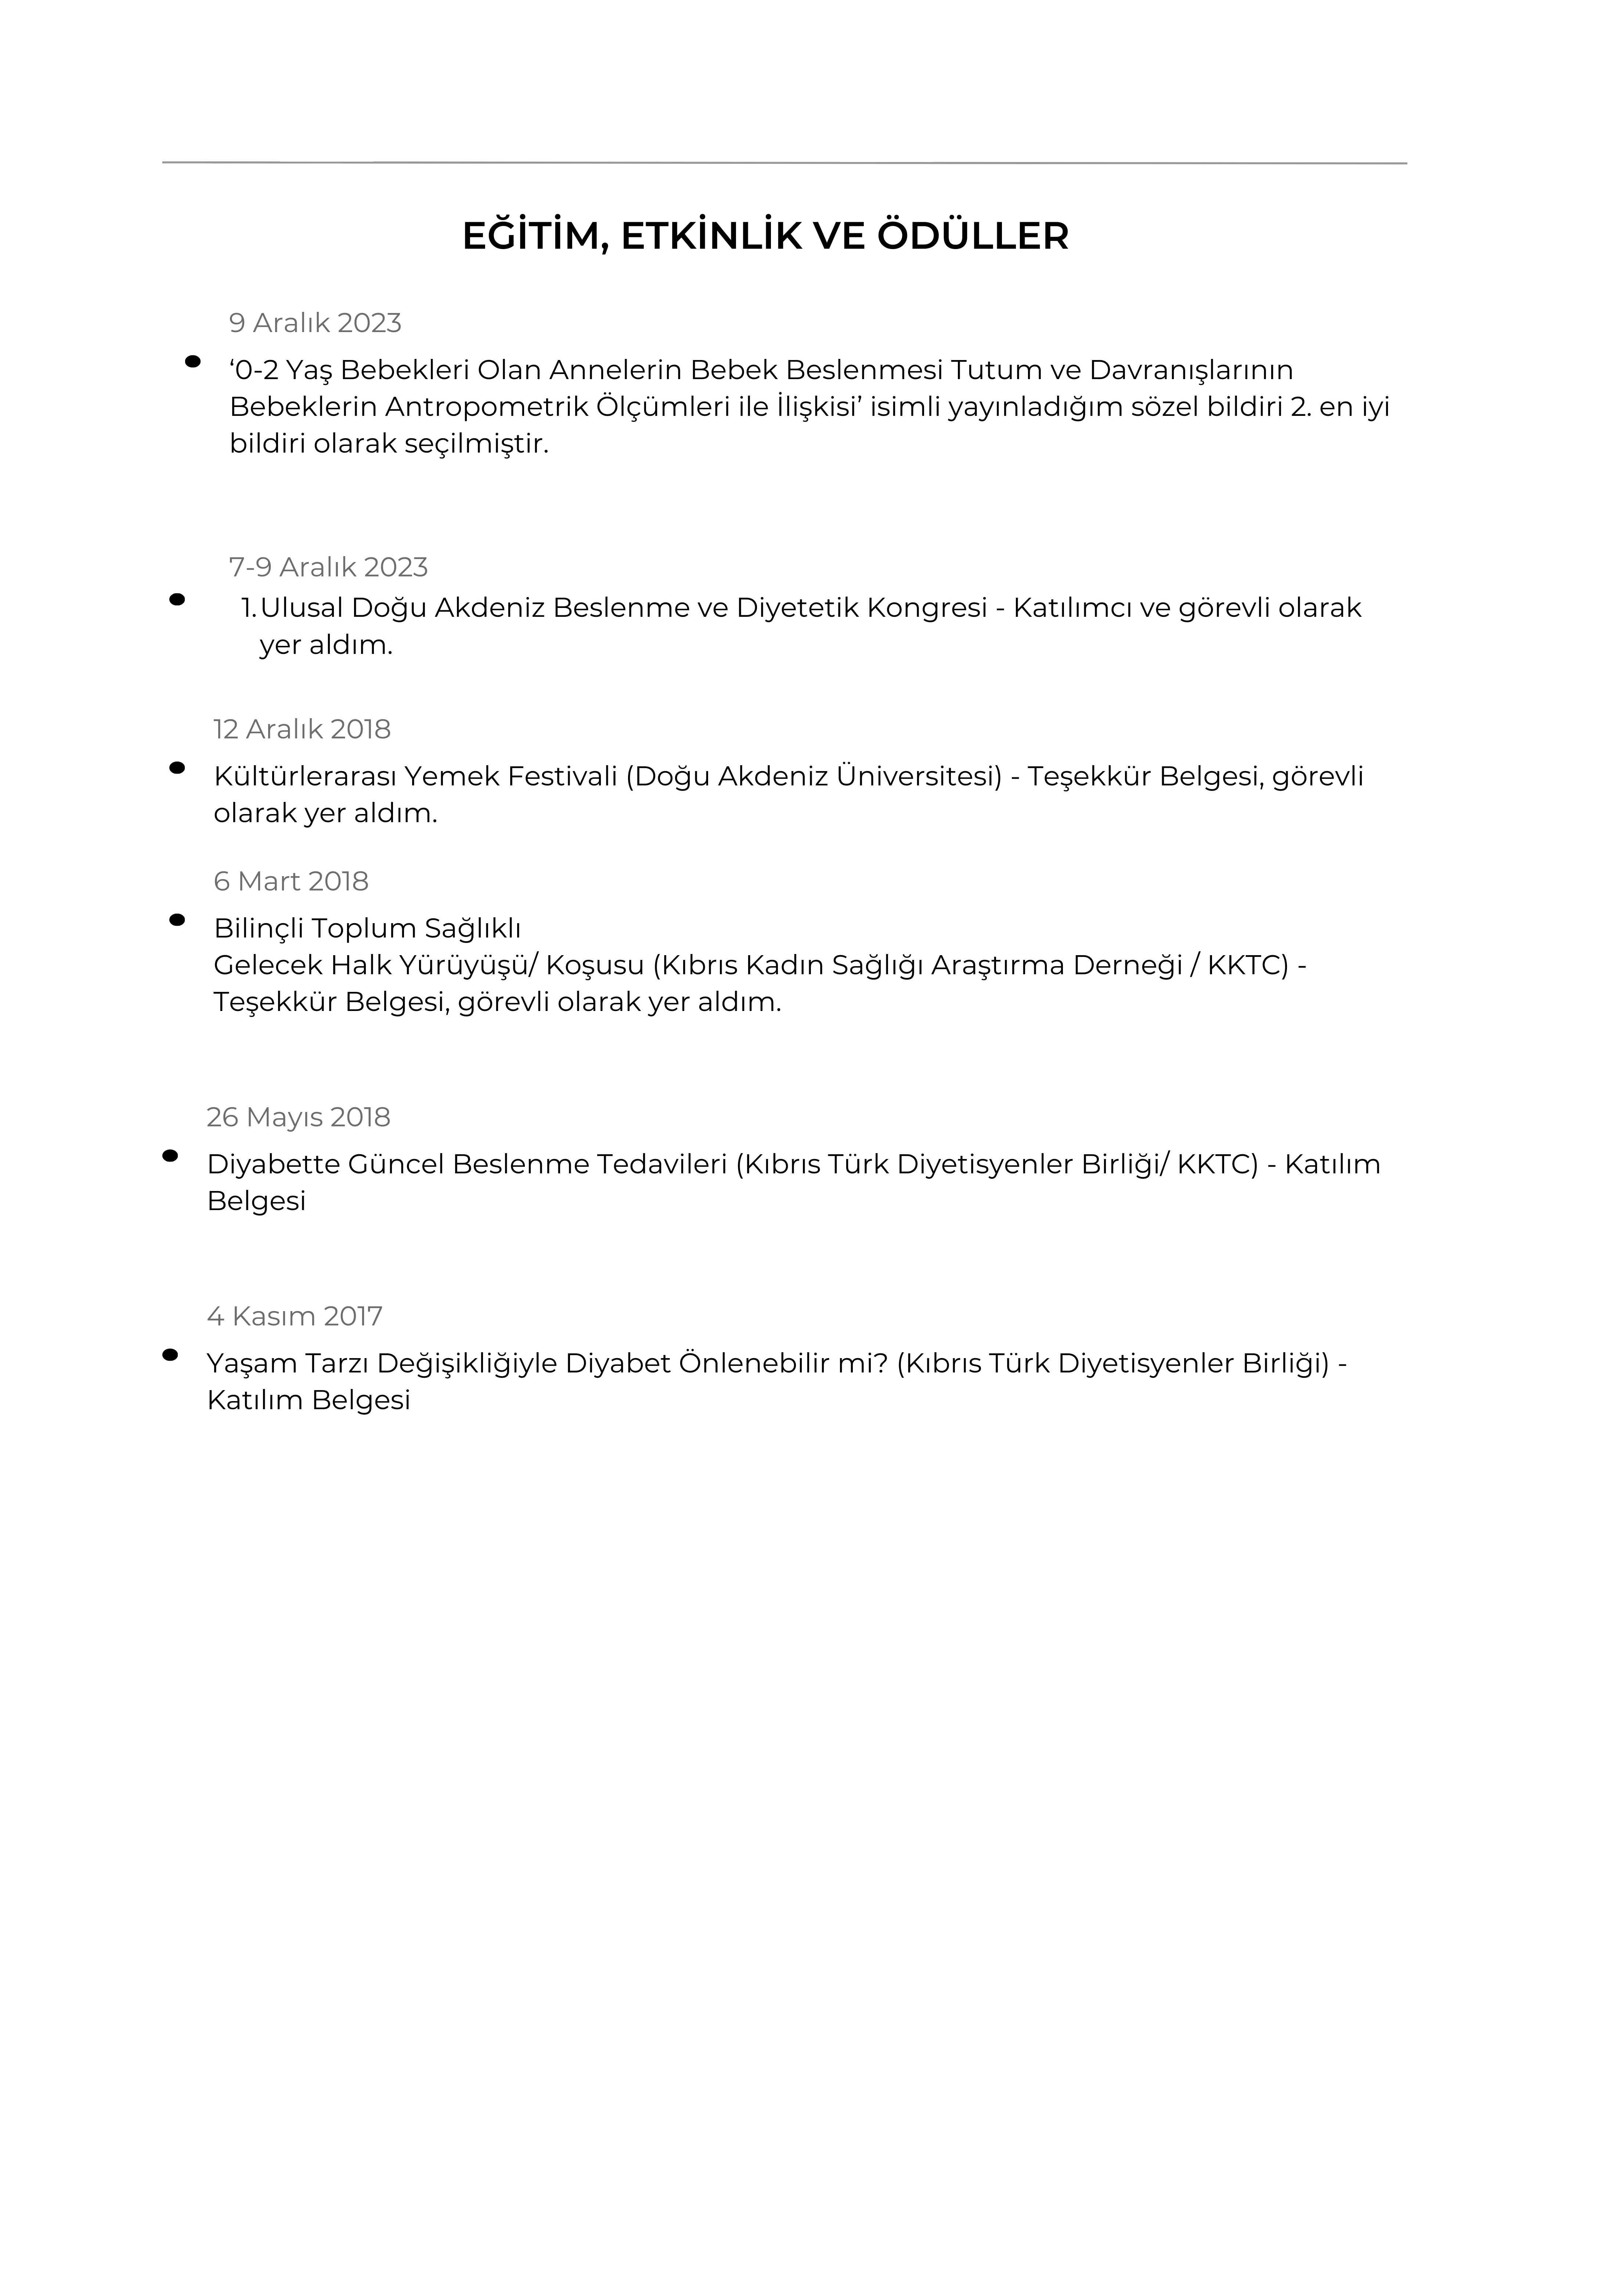 EĞİTİM, ETKİNLİK VE ÖDÜLLER
9 Aralık 2023
‘0-2 Yaş Bebekleri Olan Annelerin Bebek Beslenmesi Tutum ve Davranışlarının
Bebeklerin Antropometrik Ölçümleri ile İlişkisi’ isimli yayınladığım sözel bildiri 2. en iyi
bildiri olarak seçilmiştir.
7-9 Aralık 2023
1. Ulusal Doğu Akdeniz Beslenme ve Diyetetik Kongresi - Katılımcı ve görevli olarak
yer aldım.
12 Aralık 2018
Kültürlerarası Yemek Festivali (Doğu Akdeniz Üniversitesi) - Teşekkür Belgesi, görevli
olarak yer aldım.
6 Mart 2018
Bilinçli Toplum Sağlıklı
Gelecek Halk Yürüyüşü/ Koşusu (Kıbrıs Kadın Sağlığı Araştırma Derneği / KKTC) -
Teşekkür Belgesi, görevli olarak yer aldım.
26 Mayıs 2018
Diyabette Güncel Beslenme Tedavileri (Kıbrıs Türk Diyetisyenler Birliği/ KKTC) - Katılım
Belgesi
4 Kasım 2017
Yaşam Tarzı Değişikliğiyle Diyabet Önlenebilir mi? (Kıbrıs Türk Diyetisyenler Birliği) -
Katılım Belgesi